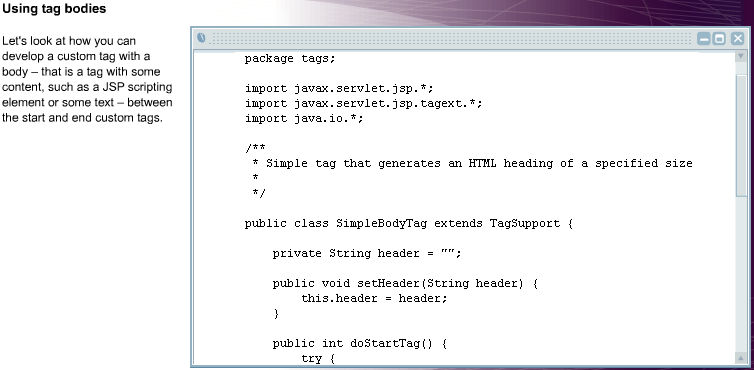 Using tag bodies
Let's look at how you can
develop a custom tag with a
body – that is a tag with some
content, such as a JSP scripting
element or some text – between
the start and end custom tags.
package tags;
import javax.servlet.jsp.*;
import javax.servlet.jsp.tagext.*;
import java.io.*;
/**
* Simple tag that generates an HTML heading of a specified size
*
*/
public class SimpleBodyTag extends TagSupport {
private String header = "";
public void setHeader(String header) {
this.header = header;
}
public int doStartTag() {
try {